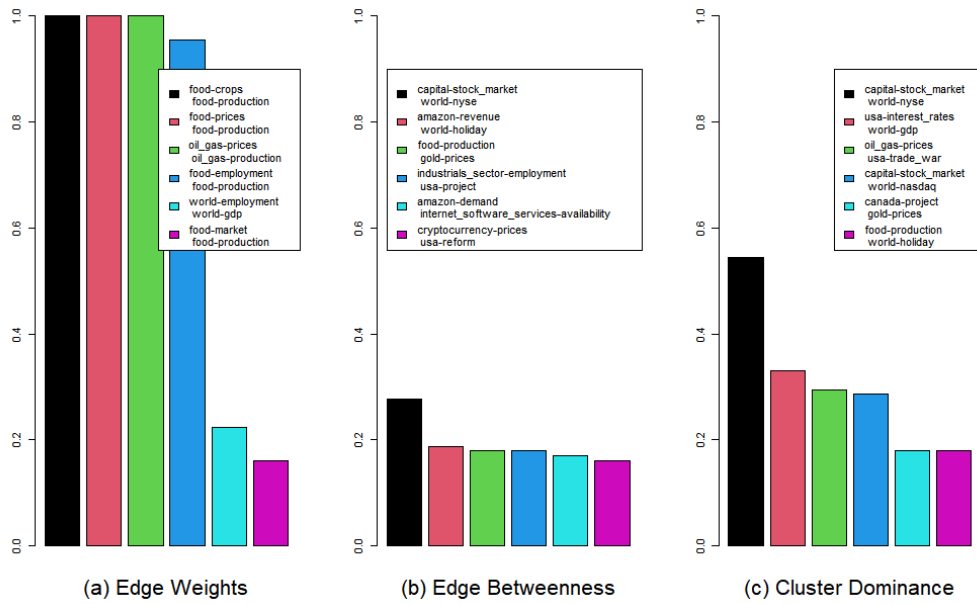 1.0
0.8
0.6
0.4
0.2
0.0
food-crops
food-production
food-prices
food-production
oil_gas-prices
oil_gas-production
food-employment
food-production
world-employment
world-gdp
food-market
food-production
(a) Edge Weights
1.0
0.8
0.6
0.4
0.2
0.0
capital-stock_market
world-nyse
amazon-revenue
world-holiday
food-production
gold-prices
industrials_sector-employment
usa-project
amazon-demand
internet_software_services-availability
cryptocurrency-prices
usa-reform
(b) Edge Betweenness
1.0
0.8
0.6
0.4
0.2
0.0
capital-stock_market
world-nyse
usa-interest_rates
world-gdp
oil_gas-prices
usa-trade_war
capital-stock_market
world-nasdaq
canada-project
gold-prices
food-production
world-holiday
(c) Cluster Dominance